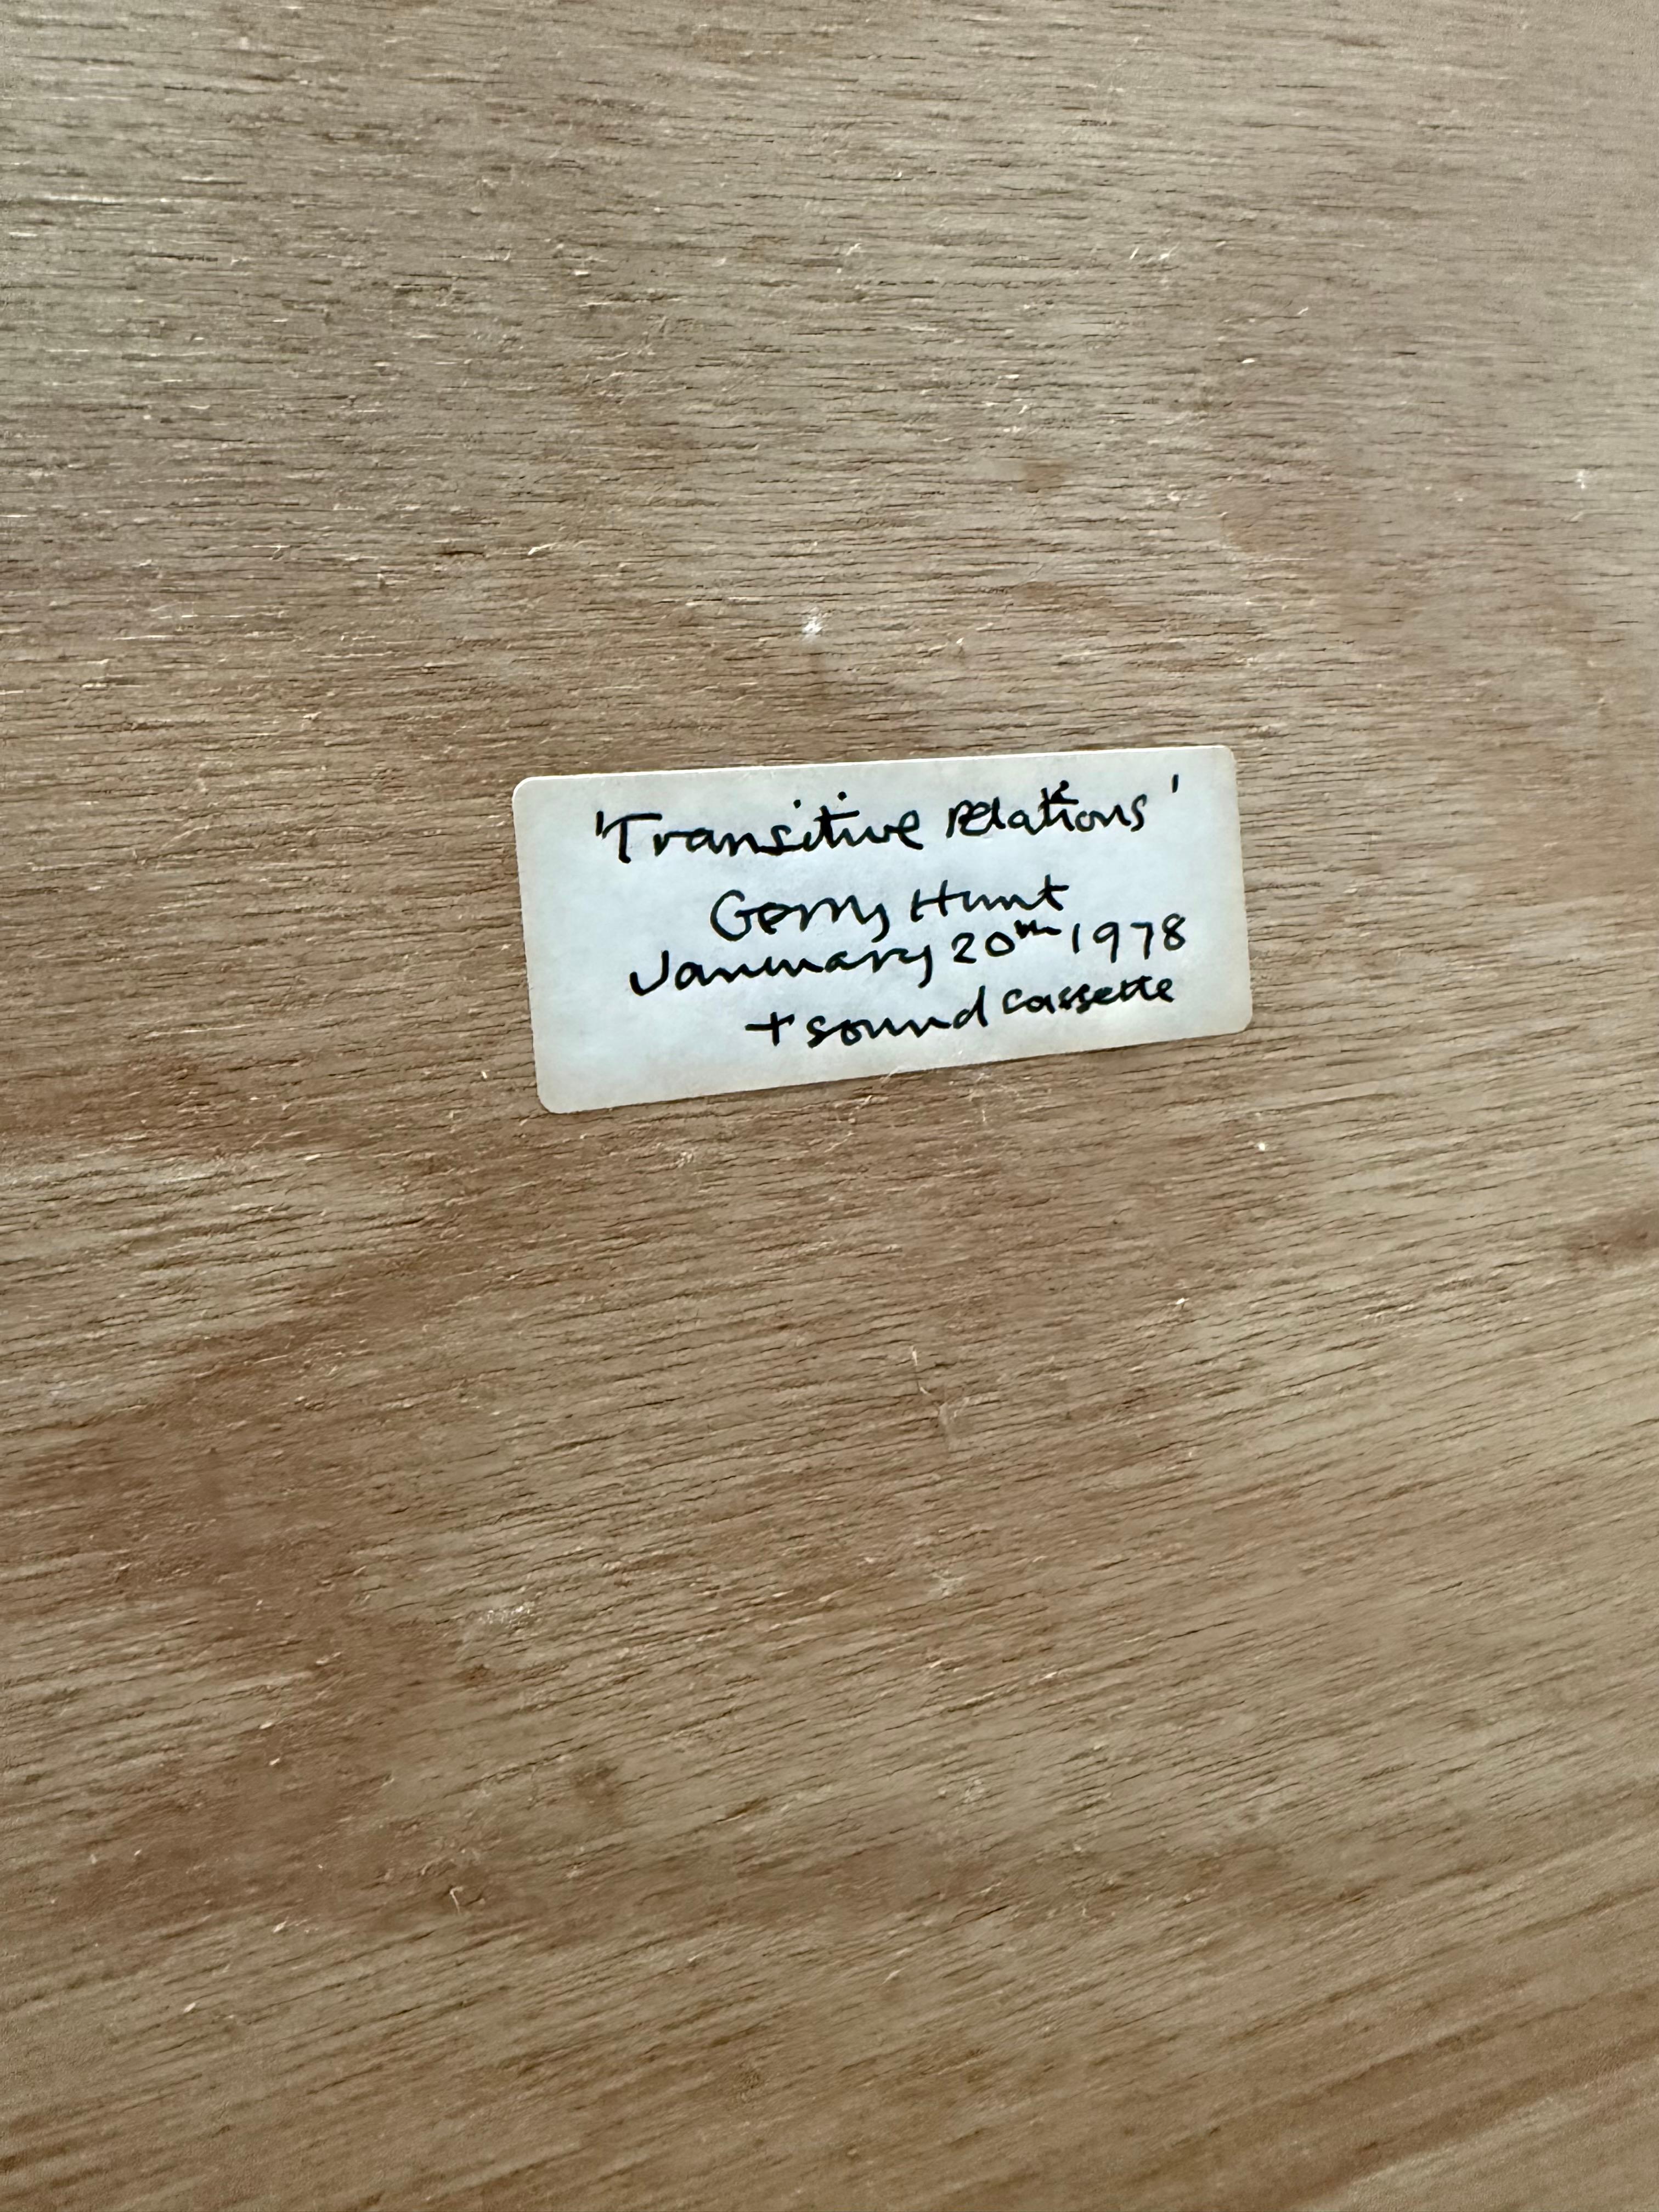 'Transitive relations'
Gerry Hunt
January 20th 1978
+ sound cassette